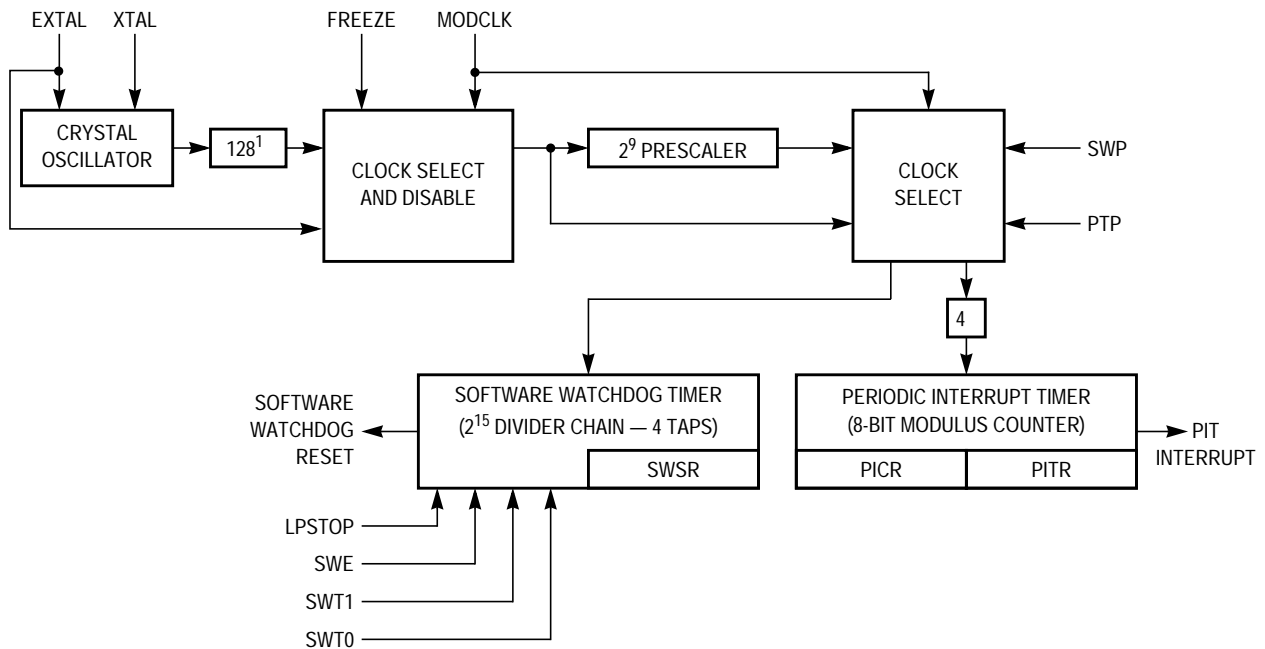 EXTAL XTAL FREEZE MODCLK
CRYSTAL
OSCILLATOR
128¹
CLOCK SELECT
AND DISABLE
2⁹ PRESCALER
CLOCK
SELECT
SWP
PTP
4
SOFTWARE
WATCHDOG
RESET
SOFTWARE WATCHDOG TIMER
(2¹⁵ DIVIDER CHAIN — 4 TAPS)
SWSR
PERIODIC INTERRUPT TIMER
(8-BIT MODULUS COUNTER)
PICR PITR
PIT
INTERRUPT
LPSTOP
SWE
SWT1
SWT0